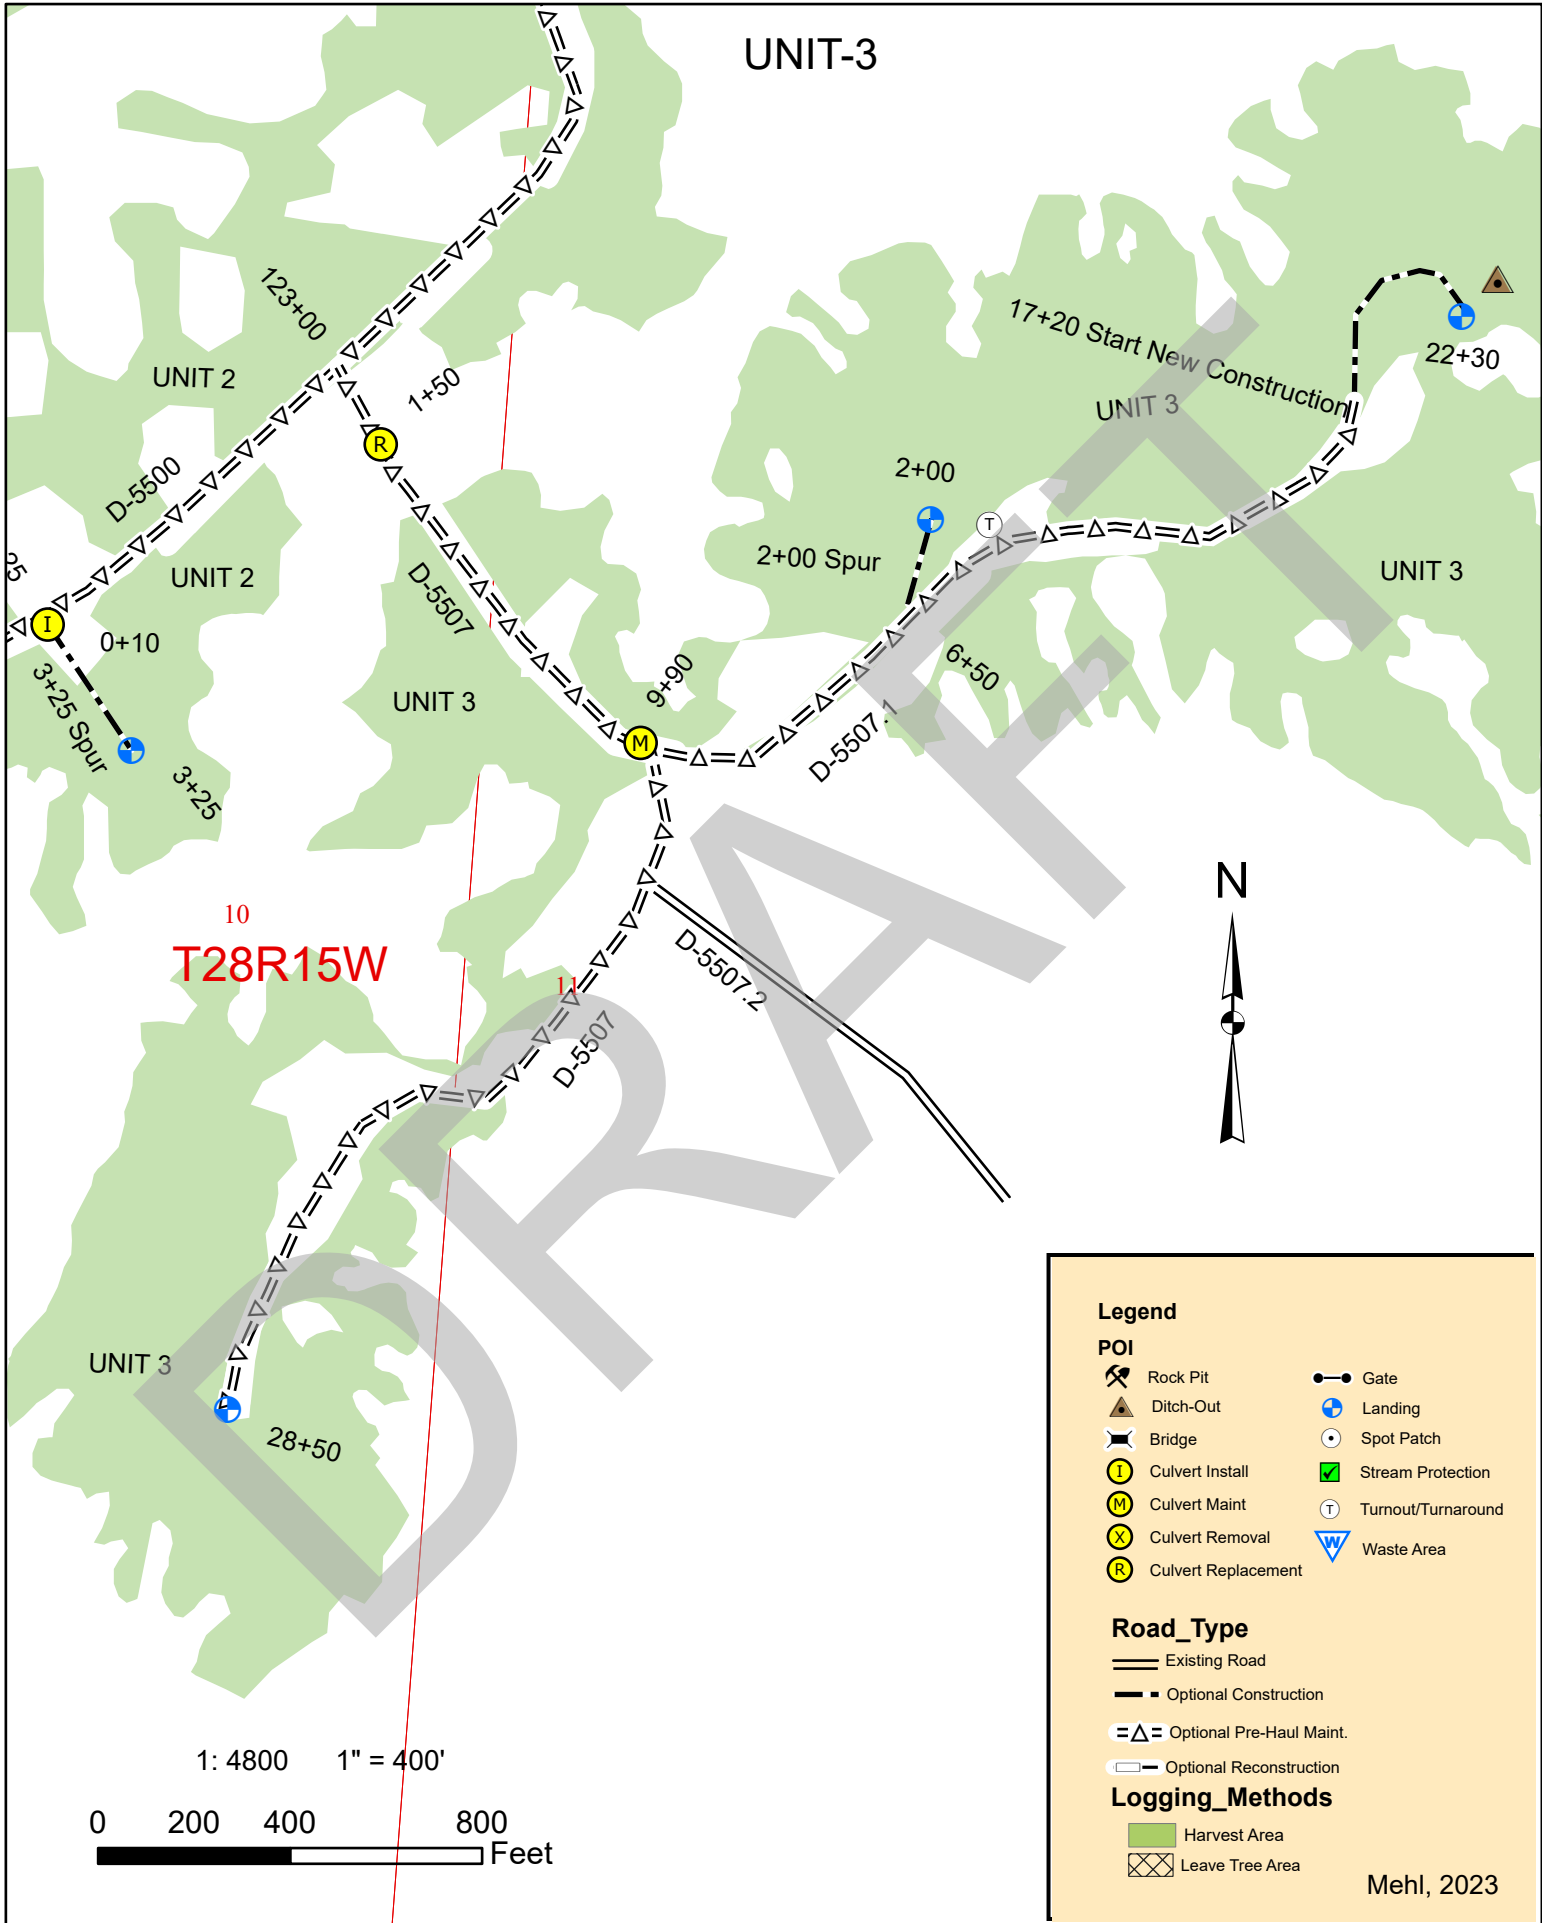 UNIT-3
123+00
UNIT 2
1+50
17+20 Start New Construction
22+30
UNIT 3
D-5500
2+00
2+00 Spur
UNIT 3
25
UNIT 2
D-5507
0+10
6+50
3+25 Spur
UNIT 3
9+90
D-5507.1
3+25
I
R
M
T
N
10
T28R15W
11
D-5507.2
D-5507
UNIT 3
28+50
DRAFT
1: 4800 1" = 400'
0 200 400 800
Feet
Legend
POI
Rock Pit
Gate
Ditch-Out
Landing
Bridge
Spot Patch
I Culvert Install
Stream Protection
M Culvert Maint
T Turnout/Turnaround
X Culvert Removal
W Waste Area
R Culvert Replacement
Road_Type
Existing Road
Optional Construction
Optional Pre-Haul Maint.
Optional Reconstruction
Logging_Methods
Harvest Area
Leave Tree Area
Mehl, 2023